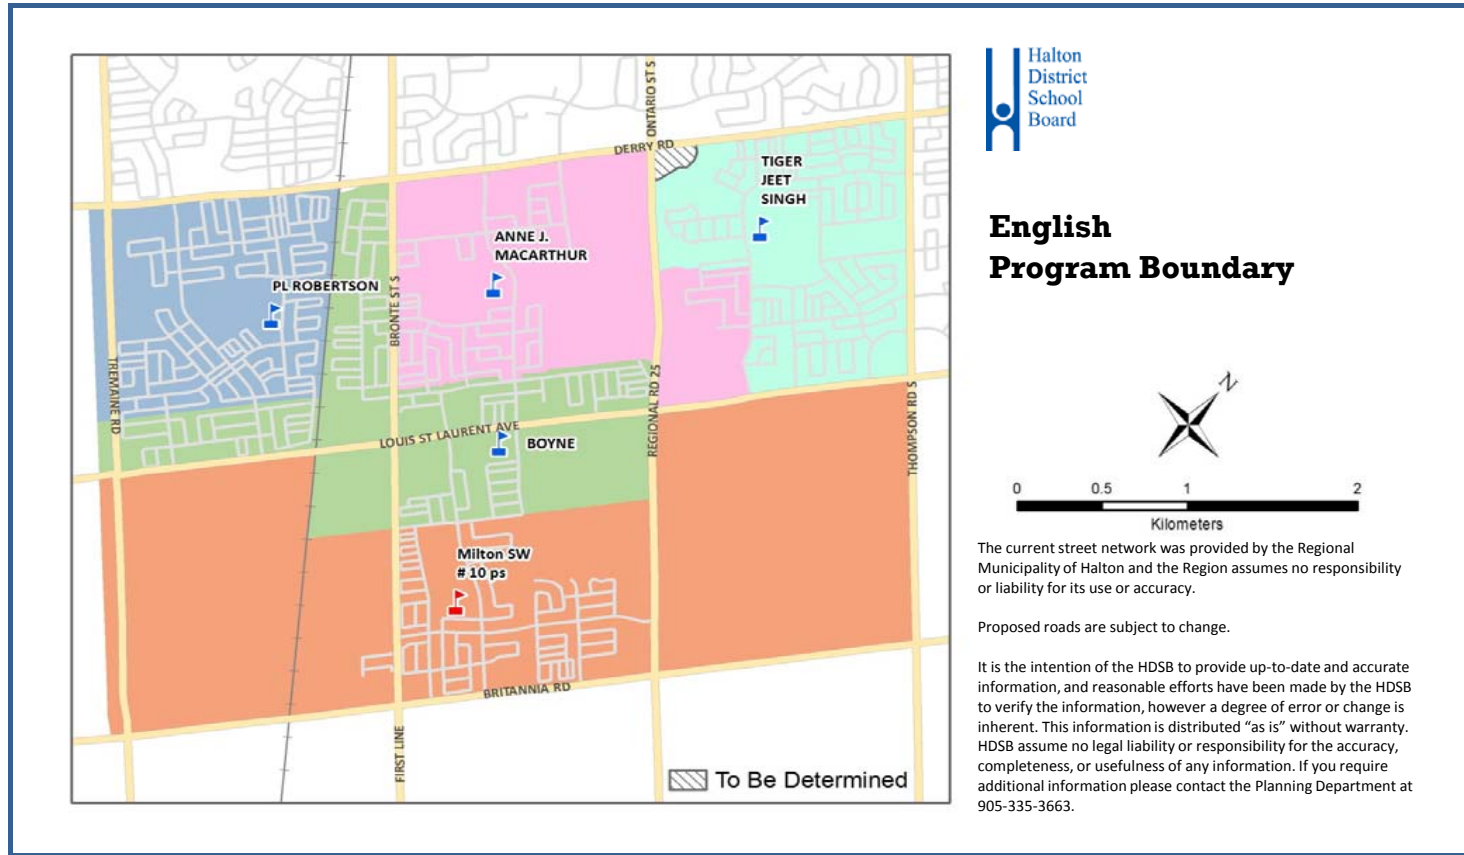 DERRY RD
ONTARIO ST S
TIGER
JEET
SINGH
ANNE J.
MACARTHUR
PL ROBERTSON
BRONTE ST S
TREMAINE RD
REGIONAL RD 25
THOMPSON RD S
LOUIS ST LAURENT AVE
BOYNE
Milton SW
# 10 ps
BRITANNIA RD
FIRST LINE
To Be Determined
Halton
District
School
Board
English
Program Boundary
N
0 0.5 1 2
Kilometers
The current street network was provided by the Regional
Municipality of Halton and the Region assumes no responsibility
or liability for its use or accuracy.
Proposed roads are subject to change.
It is the intention of the HDSB to provide up-to-date and accurate
information, and reasonable efforts have been made by the HDSB
to verify the information, however a degree of error or change is
inherent. This information is distributed “as is” without warranty.
HDSB assume no legal liability or responsibility for the accuracy,
completeness, or usefulness of any information. If you require
additional information please contact the Planning Department at
905-335-3663.